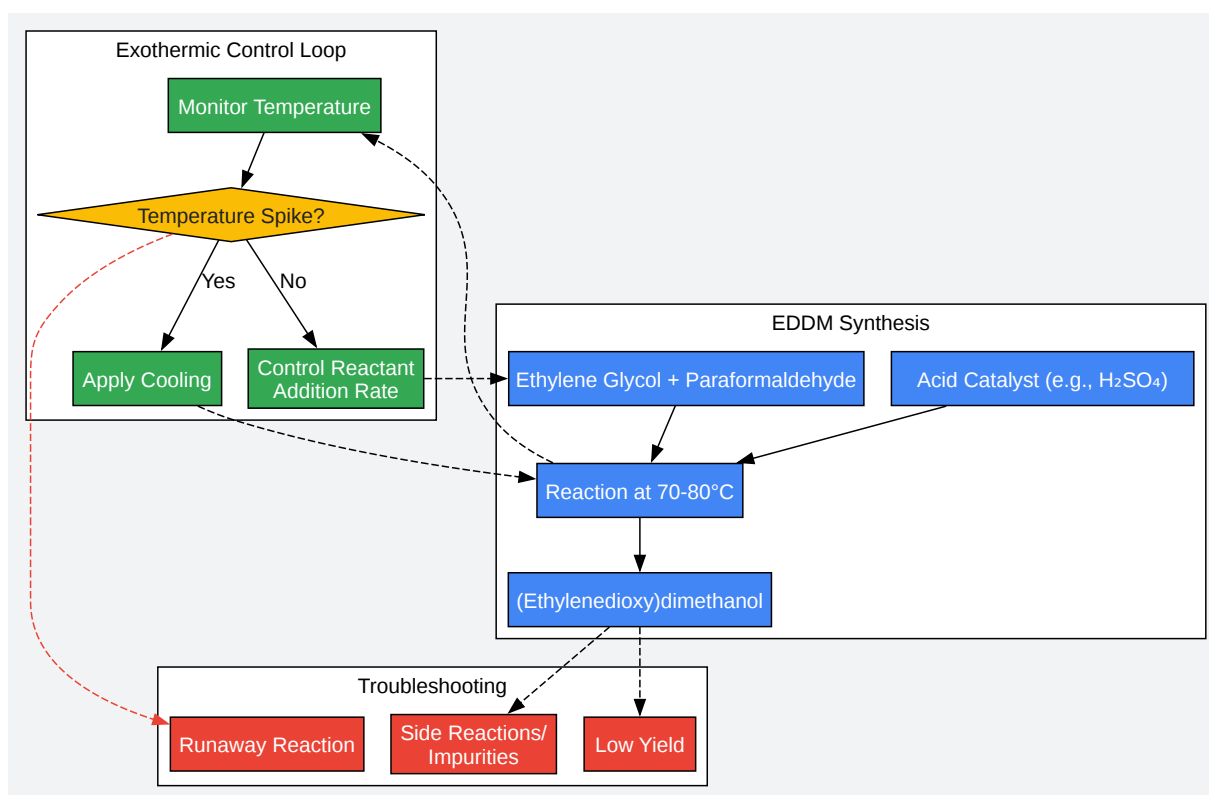 Exothermic Control Loop
Monitor Temperature
Temperature Spike?
Yes
No
Apply Cooling
Control Reactant
Addition Rate
EDDM Synthesis
Ethylene Glycol + Paraformaldehyde
Acid Catalyst (e.g., H₂SO₄)
Reaction at 70-80°C
(Ethylenedioxy)dimethanol
Troubleshooting
Runaway Reaction
Side Reactions/
Impurities
Low Yield